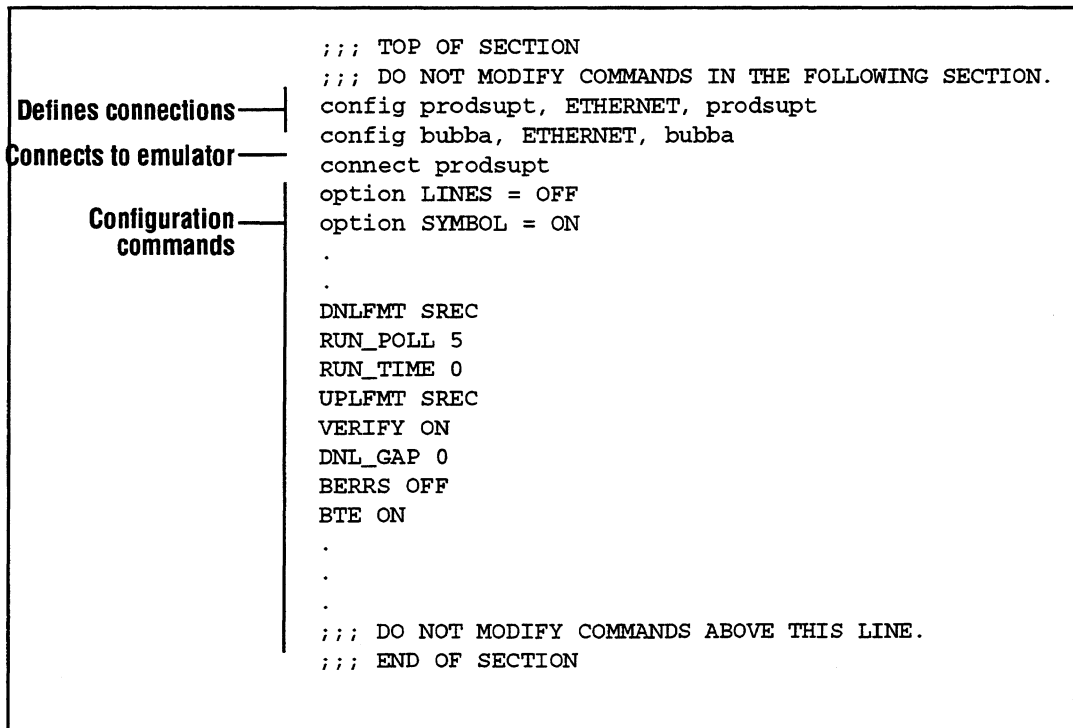 ;;; TOP OF SECTION
;;; DO NOT MODIFY COMMANDS IN THE FOLLOWING SECTION.
Defines connections
config prodsupt, ETHERNET, prodsupt
config bubba, ETHERNET, bubba
Connects to emulator
connect prodsupt
option LINES = OFF
Configuration
commands
option SYMBOL = ON
.
.
DNLFMT SREC
RUN_POLL 5
RUN_TIME 0
UPLFMT SREC
VERIFY ON
DNL_GAP 0
BERRS OFF
BTE ON
.
.
.
;;; DO NOT MODIFY COMMANDS ABOVE THIS LINE.
;;; END OF SECTION